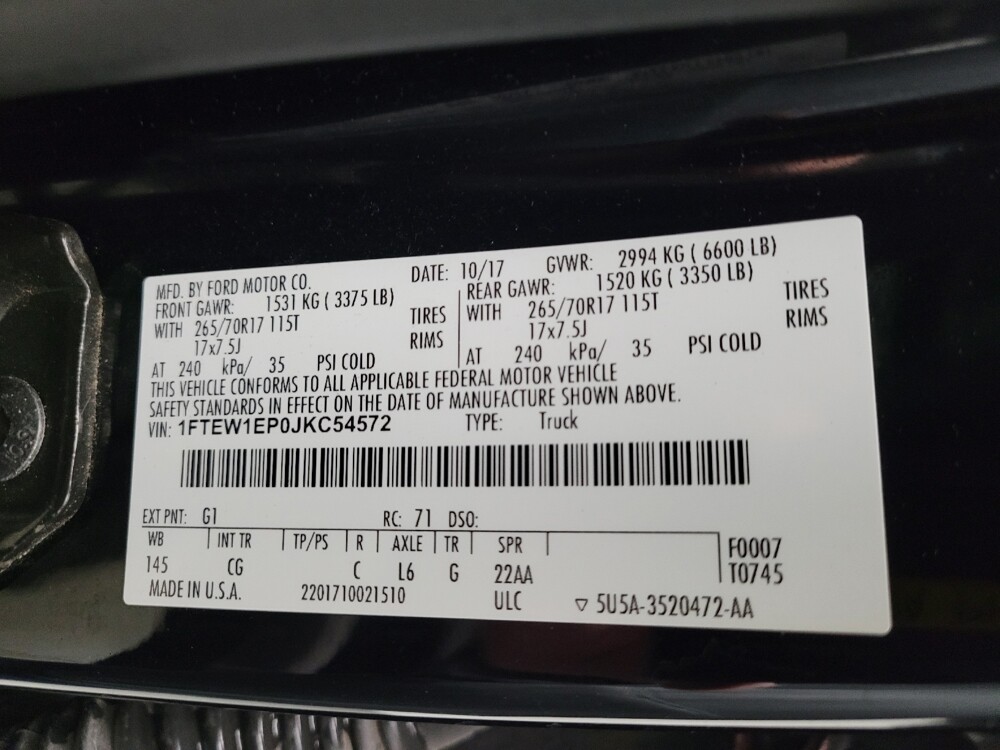 MFD. BY FORD MOTOR CO. DATE: 10/17 GVWR: 2994 KG ( 6600 LB)
FRONT GAWR: 1531 KG ( 3375 LB) REAR GAWR: 1520 KG ( 3350 LB)
WITH 265/70R17 115T TIRES WITH 265/70R17 115T TIRES
17x7.5J RIMS 17x7.5J RIMS
AT 240 kPa/ 35 PSI COLD AT 240 kPa/ 35 PSI COLD
THIS VEHICLE CONFORMS TO ALL APPLICABLE FEDERAL MOTOR VEHICLE
SAFETY STANDARDS IN EFFECT ON THE DATE OF MANUFACTURE SHOWN ABOVE.
VIN: 1FTEW1EP0JKC54572 TYPE: Truck
EXT PNT: G1 RC: 71 DSO:
WB INT TR TP/PS R AXLE TR SPR F0007
145 CG C L6 G 22AA T0745
MADE IN U.S.A. 2201710021510 ULC ▽ 5U5A-3520472-AA